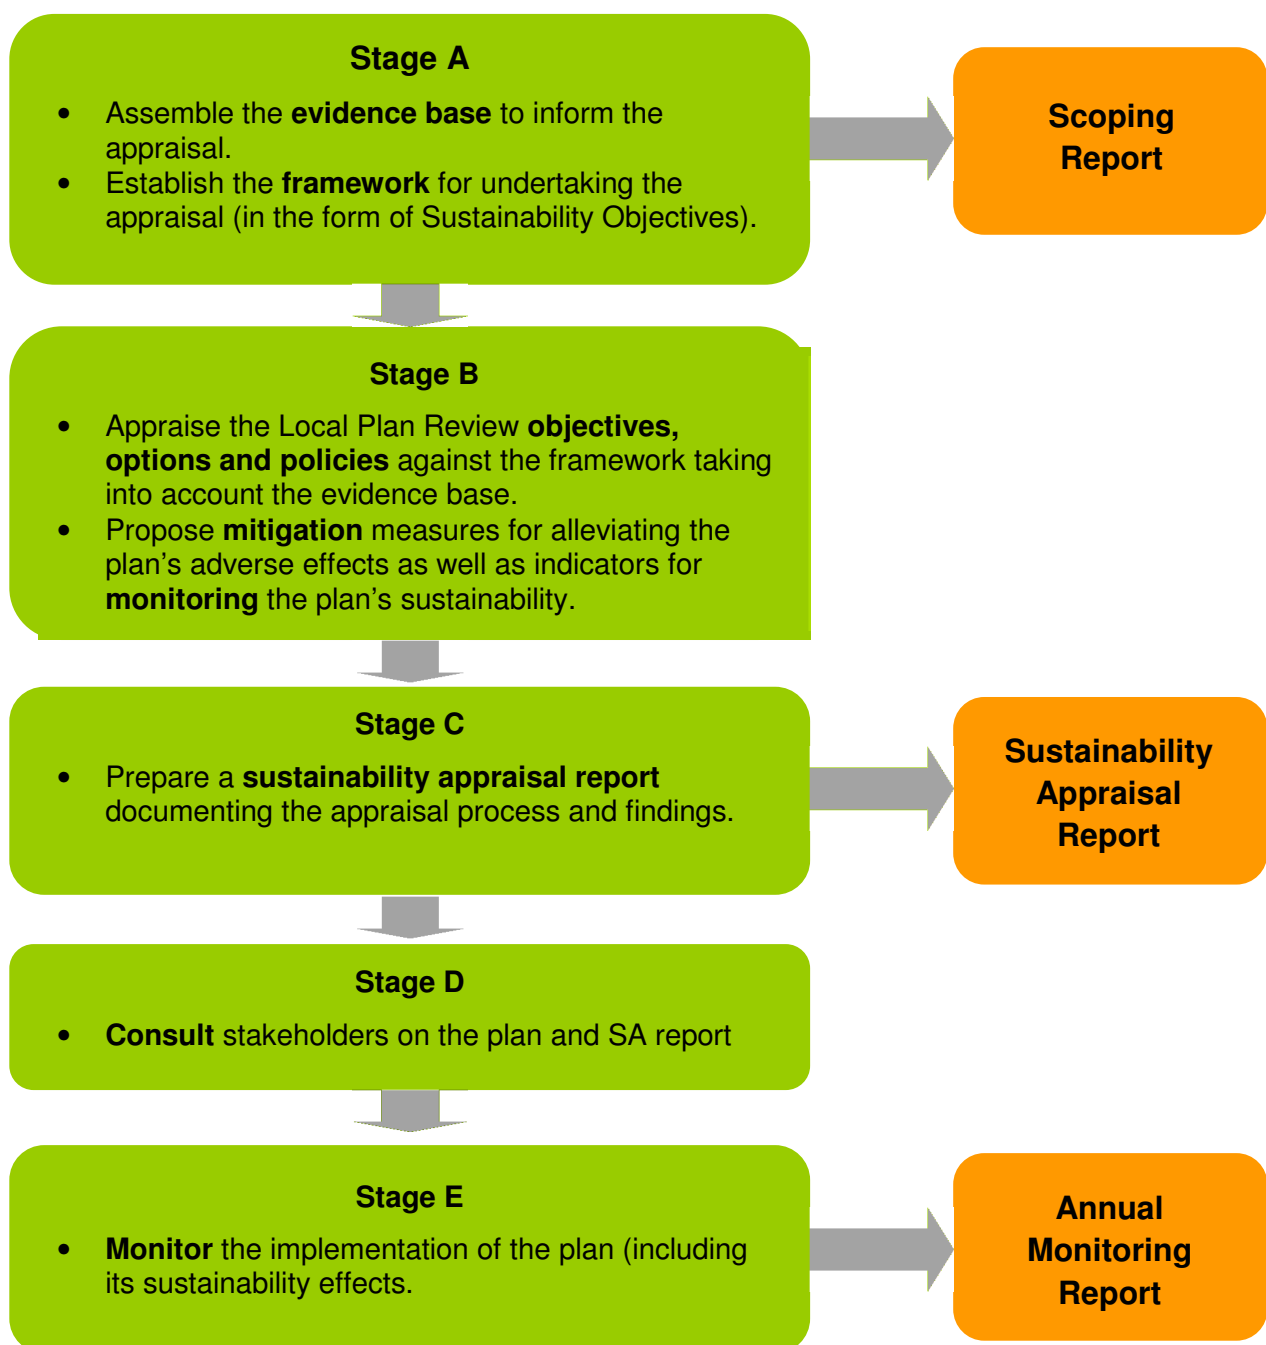 Stage A
• Assemble the evidence base to inform the
appraisal.
• Establish the framework for undertaking the
appraisal (in the form of Sustainability Objectives).
Scoping
Report
Stage B
• Appraise the Local Plan Review objectives,
options and policies against the framework taking
into account the evidence base.
• Propose mitigation measures for alleviating the
plan’s adverse effects as well as indicators for
monitoring the plan’s sustainability.
Stage C
• Prepare a sustainability appraisal report
documenting the appraisal process and findings.
Sustainability
Appraisal
Report
Stage D
• Consult stakeholders on the plan and SA report
Stage E
• Monitor the implementation of the plan (including
its sustainability effects.
Annual
Monitoring
Report